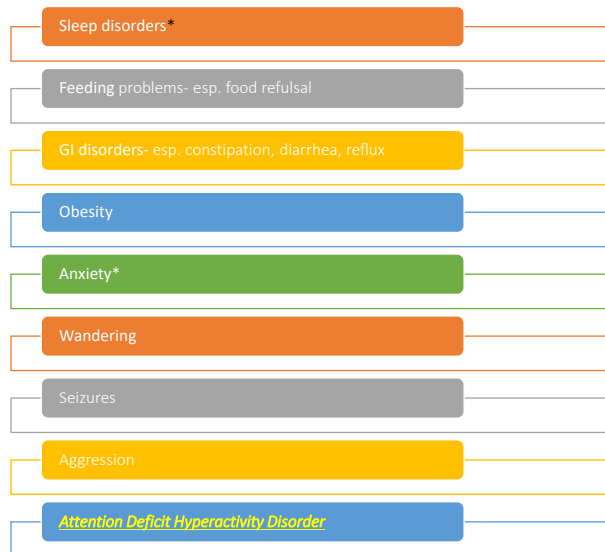 Sleep disorders*
Feeding problems- esp. food refulsal
GI disorders- esp. constipation, diarrhea, reflux
Obesity
Anxiety*
Wandering
Seizures
Aggression
Attention Deficit Hyperactivity Disorder